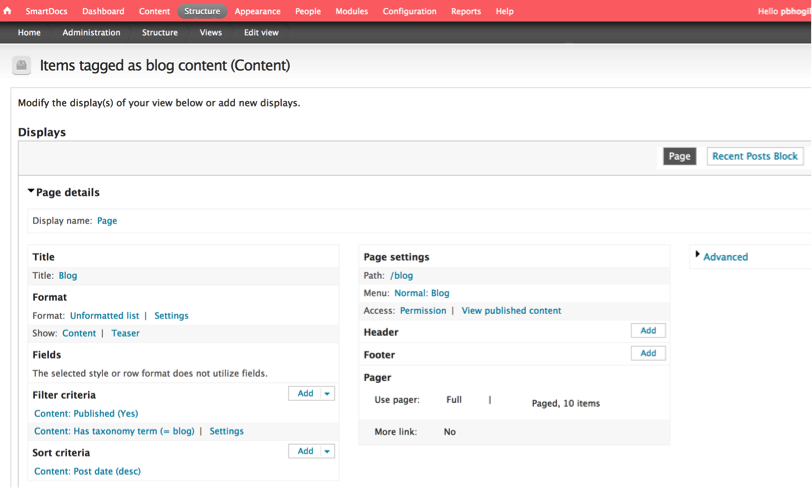 SmartDocs Dashboard Content Structure Appearance People Modules Configuration Reports Help Hello pbhogil
Home Administration Structure Views Edit view
Items tagged as blog content (Content)
Modify the display(s) of your view below or add new displays.
Displays
Page Recent Posts Block
Page details
Display name: Page
Title
Title: Blog
Format
Format: Unformatted list | Settings
Show: Content | Teaser
Fields
The selected style or row format does not utilize fields.
Filter criteria Add
Content: Published (Yes)
Content: Has taxonomy term (= blog) | Settings
Sort criteria Add
Content: Post date (desc)
Page settings
Path: /blog
Menu: Normal: Blog
Access: Permission | View published content
Header Add
Footer Add
Pager
Use pager: Full | Paged, 10 items
More link: No
Advanced